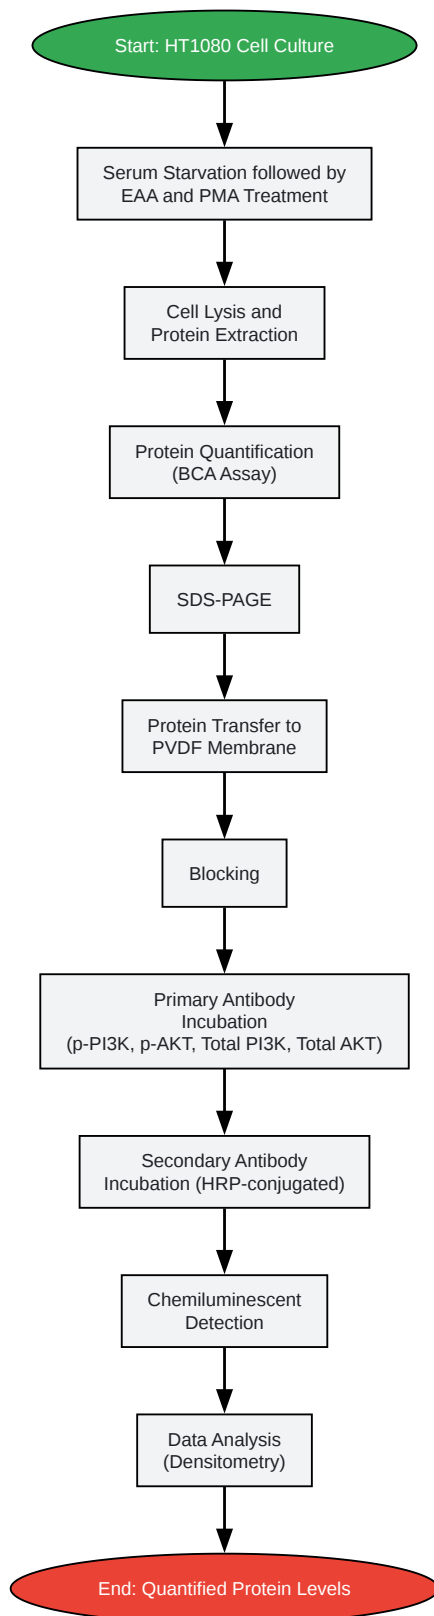 Start: HT1080 Cell Culture
Serum Starvation followed by
EAA and PMA Treatment
Cell Lysis and
Protein Extraction
Protein Quantification
(BCA Assay)
SDS-PAGE
Protein Transfer to
PVDF Membrane
Blocking
Primary Antibody
Incubation
(p-PI3K, p-AKT, Total PI3K, Total AKT)
Secondary Antibody
Incubation (HRP-conjugated)
Chemiluminescent
Detection
Data Analysis
(Densitometry)
End: Quantified Protein Levels